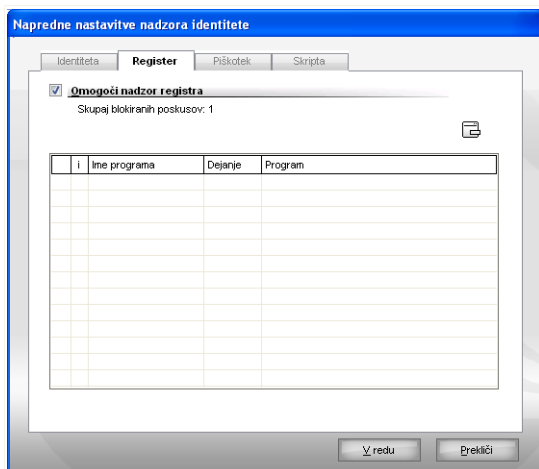 Napredne nastavitve nadzora identitete
Identiteta Register Piškotek Skripta
Omogoči nadzor registra
Skupaj blokiranih poskusov: 1
i Ime programa Dejanje Program
V redu Prekliči